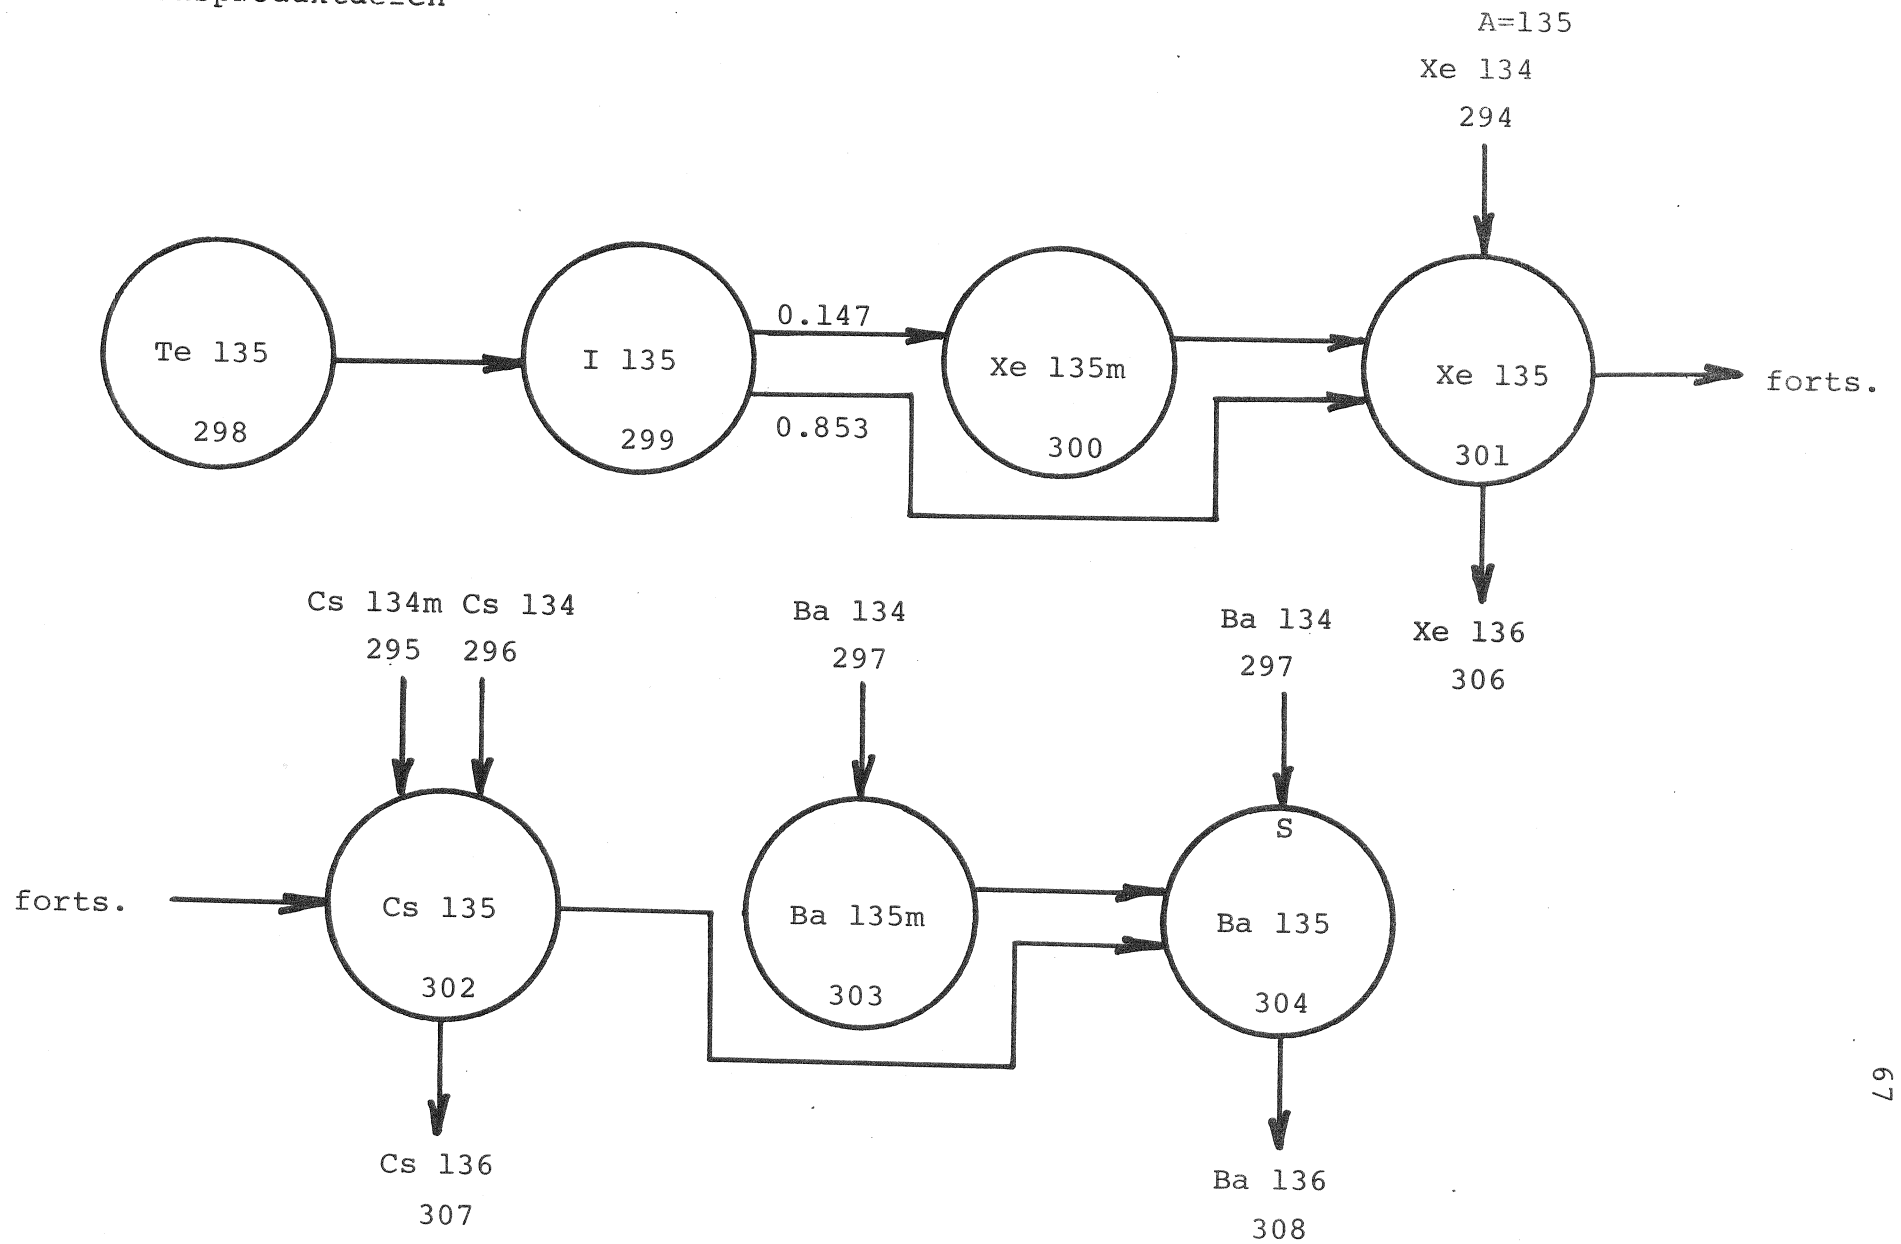 A=135
Xe 134
294
0.147
Te 135
I 135
Xe 135m
Xe 135
forts.
0.853
298
299
300
301
Cs 134m Cs 134
295 296
Ba 134
297
Ba 134
297
Xe 136
306
S
forts.
Cs 135
Ba 135m
Ba 135
302
303
304
67
Cs 136
307
Ba 136
308